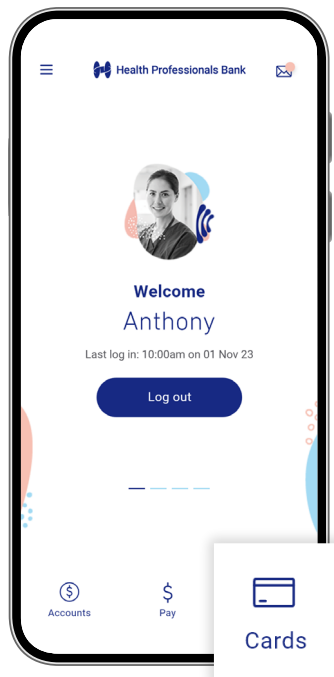 Health Professionals Bank
Welcome
Anthony
Last log in: 10:00am on 01 Nov 23
Log out
$ Accounts
$ Pay
Cards